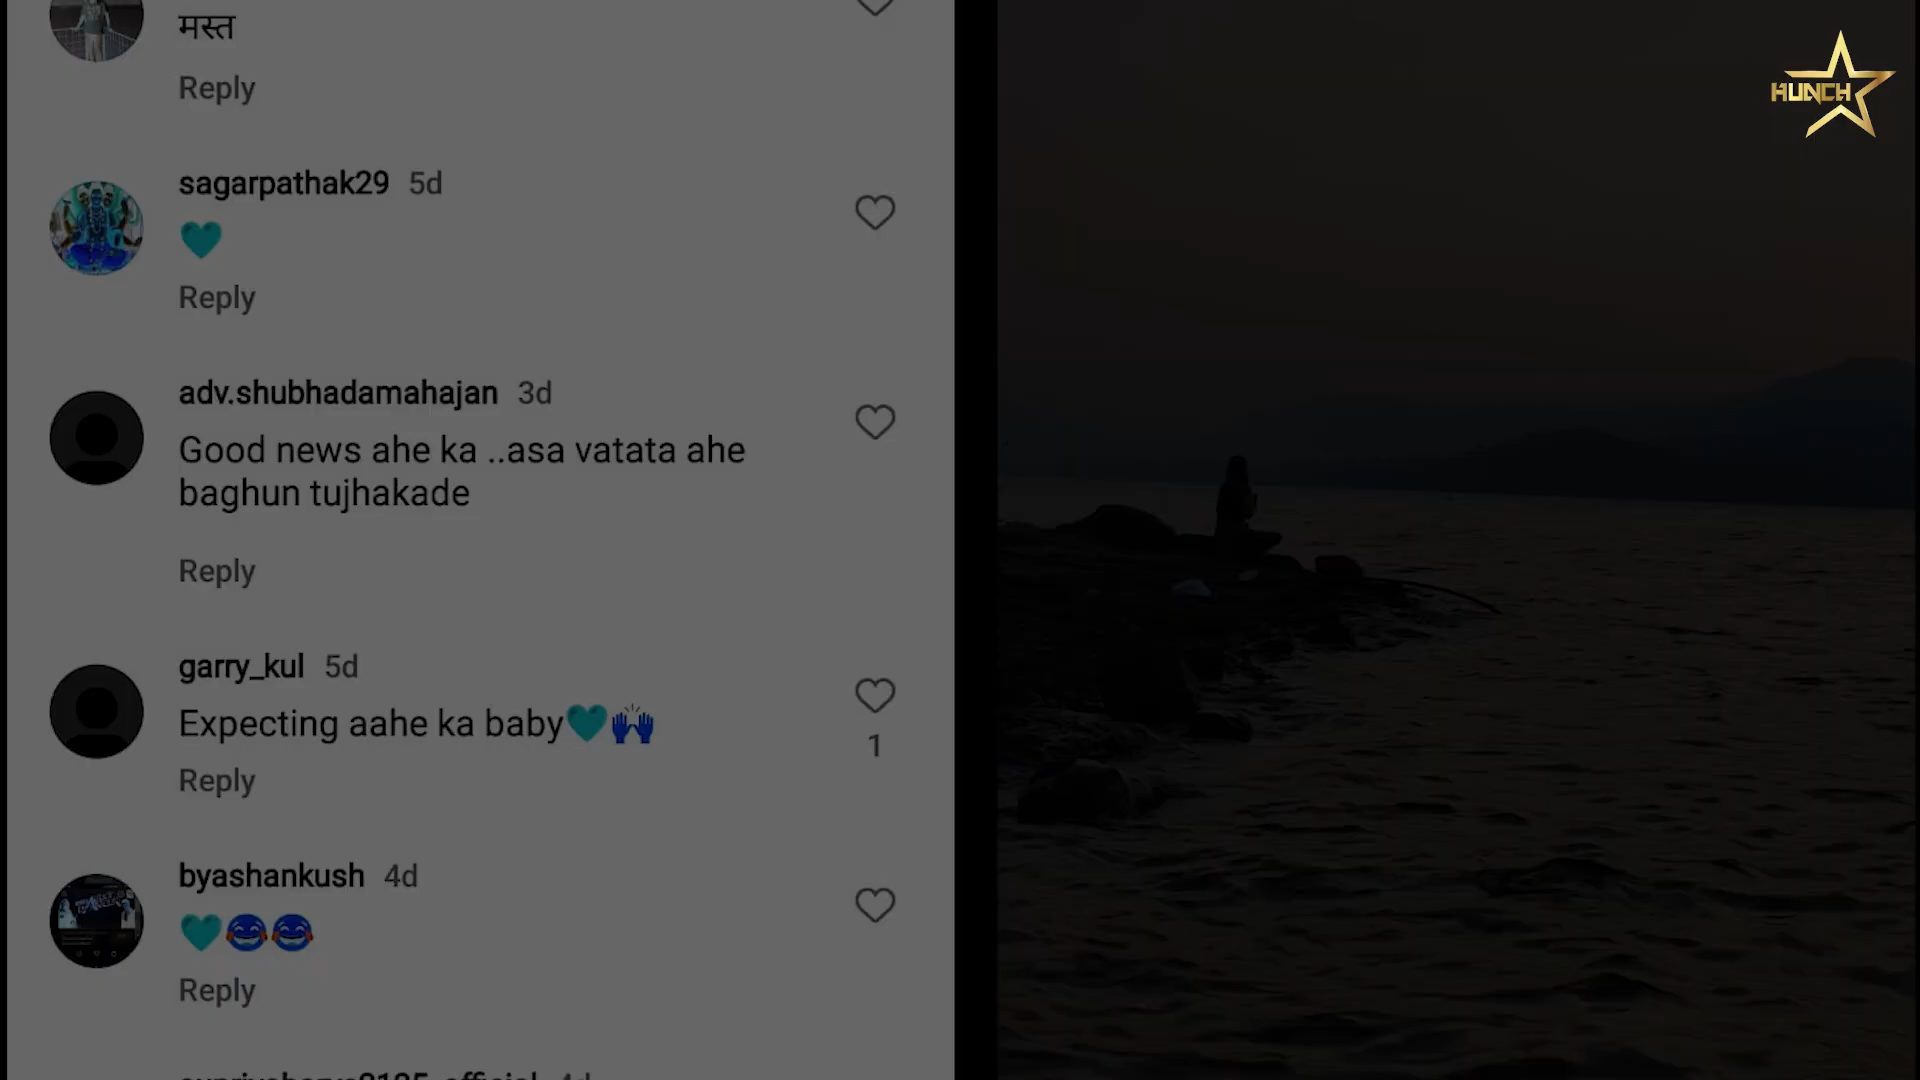 मस्त
Reply
sagarpathak29 5d
🩵
Reply
adv.shubhadamahajan 3d
Good news ahe ka ..asa vatata ahe
baghun tujhakade
Reply
garry_kul 5d
Expecting aahe ka baby🩵🙌
1
Reply
byashankush 4d
🩵😂😂
Reply
HUNCH